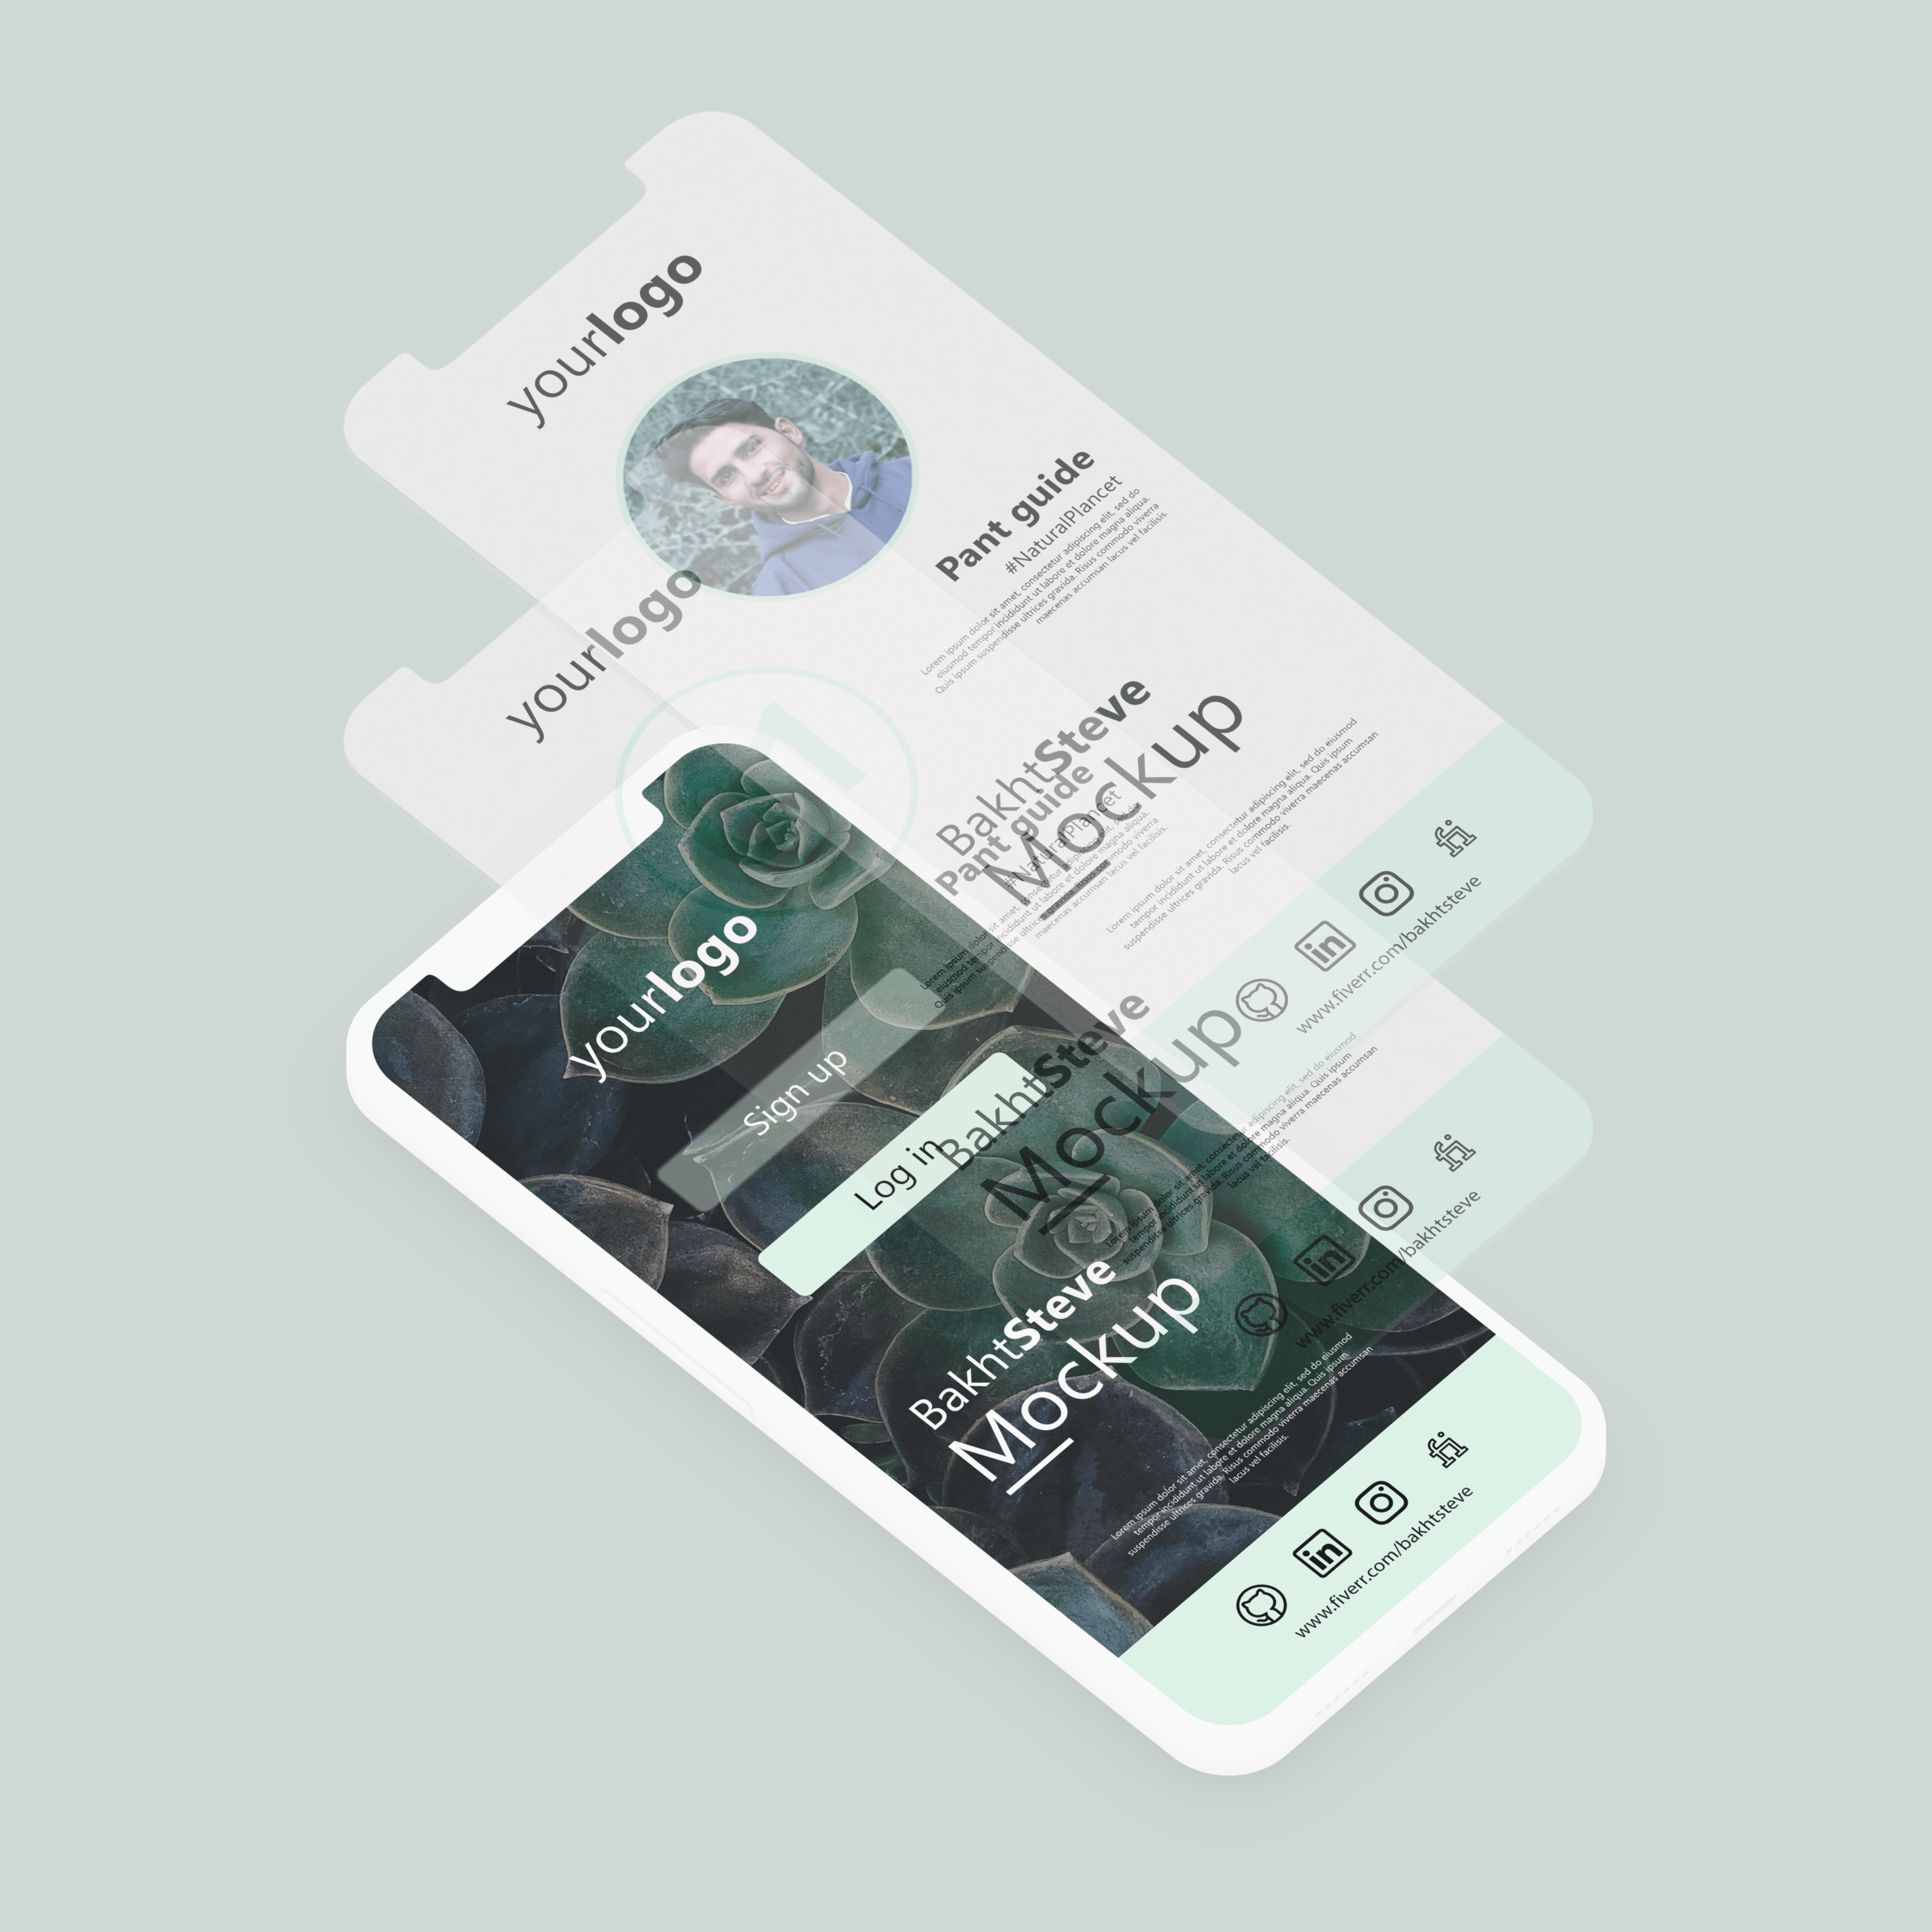 yourlogo
Pant guide
#NaturalPlancet
Lorem ipsum dolor sit amet, consectetur adipiscing elit, sed do
eiusmod tempor incididunt ut labore et dolore magna aliqua.
Quis ipsum suspendisse ultrices gravida. Risus commodo viverra
maecenas accumsan lacus vel facilisis.
BakhtSteve
Mockup
Lorem ipsum dolor sit amet, consectetur adipiscing elit, sed do eiusmod
tempor incididunt ut labore et dolore magna aliqua. Quis ipsum
suspendisse ultrices gravida. Risus commodo viverra maecenas accumsan
lacus vel facilisis.
in
www.fiverr.com/bakhtsteve
yourlogo
1
Pant guide
#NaturalPlancet
Lorem ipsum dolor sit amet, consectetur adipiscing elit, sed do
eiusmod tempor incididunt ut labore et dolore magna aliqua.
Quis ipsum suspendisse ultrices gravida. Risus commodo viverra
maecenas accumsan lacus vel facilisis.
BakhtSteve
Mockup
Lorem ipsum dolor sit amet, consectetur adipiscing elit, sed do eiusmod
tempor incididunt ut labore et dolore magna aliqua. Quis ipsum
suspendisse ultrices gravida. Risus commodo viverra maecenas accumsan
lacus vel facilisis.
in
www.fiverr.com/bakhtsteve
yourlogo
Sign up
Log in
BakhtSteve
Mockup
Lorem ipsum dolor sit amet, consectetur adipiscing elit, sed do eiusmod
tempor incididunt ut labore et dolore magna aliqua. Quis ipsum
suspendisse ultrices gravida. Risus commodo viverra maecenas accumsan
lacus vel facilisis.
in
www.fiverr.com/bakhtsteve